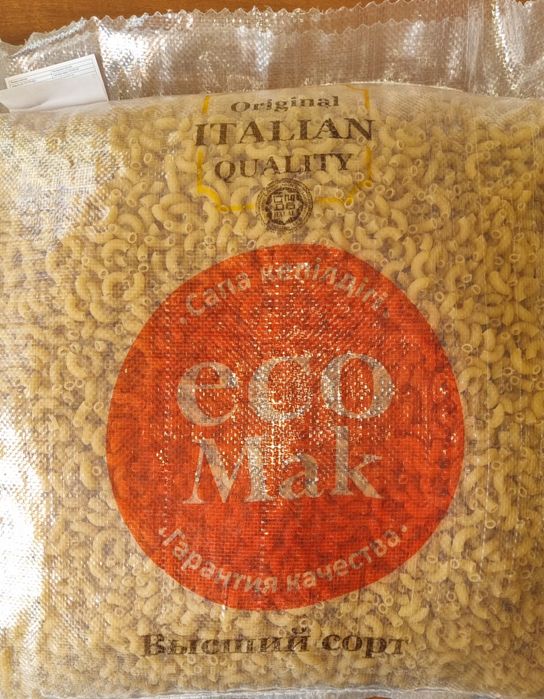 Original
ITALIAN
QUALITY
• Сапа кепілдігі •
eco
Mak
• Гарантия качества •
Высший сорт